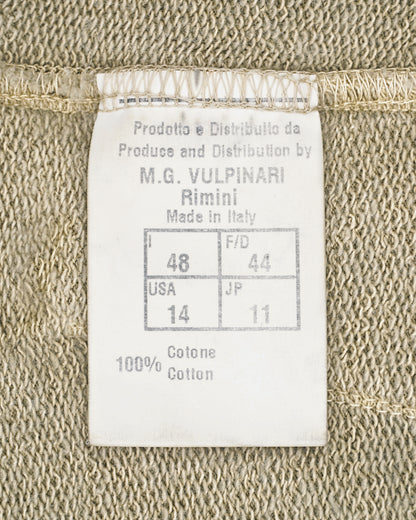 Prodotto e Distribuito da
Produce and Distribution by
M.G. VULPINARI
Rimini
Made in Italy
I F/D
48 44
USA JP
14 11
100% Cotone
Cotton